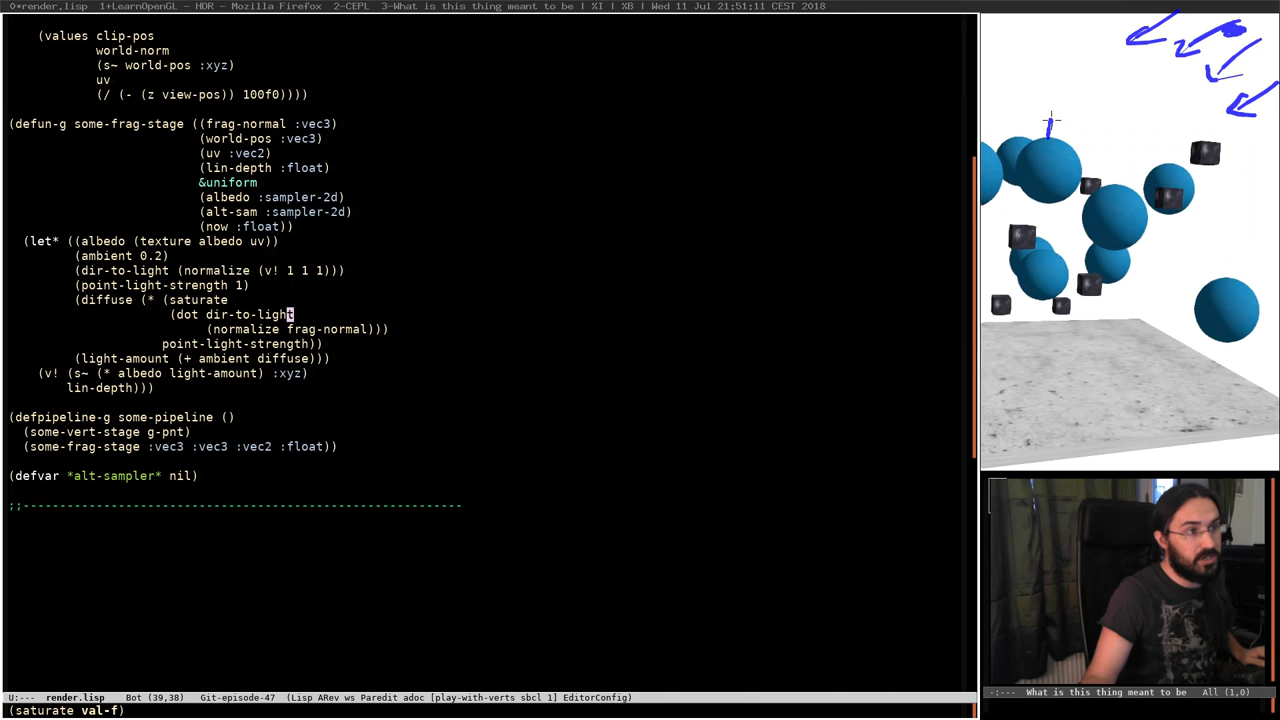 0*render.lisp  1+LearnOpenGL - HDR - Mozilla Firefox  2-CEPL  3-What is this thing meant to be | %I | %B | Wed 11 Jul 21:51:11 CEST 2018
(values clip-pos
world-norm
(s~ world-pos :xyz)
uv
(/ (- (z view-pos)) 100f0))))
(defun-g some-frag-stage ((frag-normal :vec3)
(world-pos :vec3)
(uv :vec2)
(lin-depth :float)
&uniform
(albedo :sampler-2d)
(alt-sam :sampler-2d)
(now :float))
(let* ((albedo (texture albedo uv))
(ambient 0.2)
(dir-to-light (normalize (v! 1 1 1)))
(point-light-strength 1)
(diffuse (* (saturate
(dot dir-to-light
(normalize frag-normal)))
point-light-strength))
(light-amount (+ ambient diffuse)))
(v! (s~ (* albedo light-amount) :xyz)
lin-depth)))
(defpipeline-g some-pipeline ()
(some-vert-stage g-pnt)
(some-frag-stage :vec3 :vec3 :vec2 :float))
(defvar *alt-sampler* nil)
;;------------------------------------------------------------
U:---  render.lisp   Bot (39,38)   Git-episode-47  (Lisp ARev ws Paredit adoc [play-with-verts sbcl 1] EditorConfig)
(saturate val-f)
-:---  What is this thing meant to be   All (1,0)